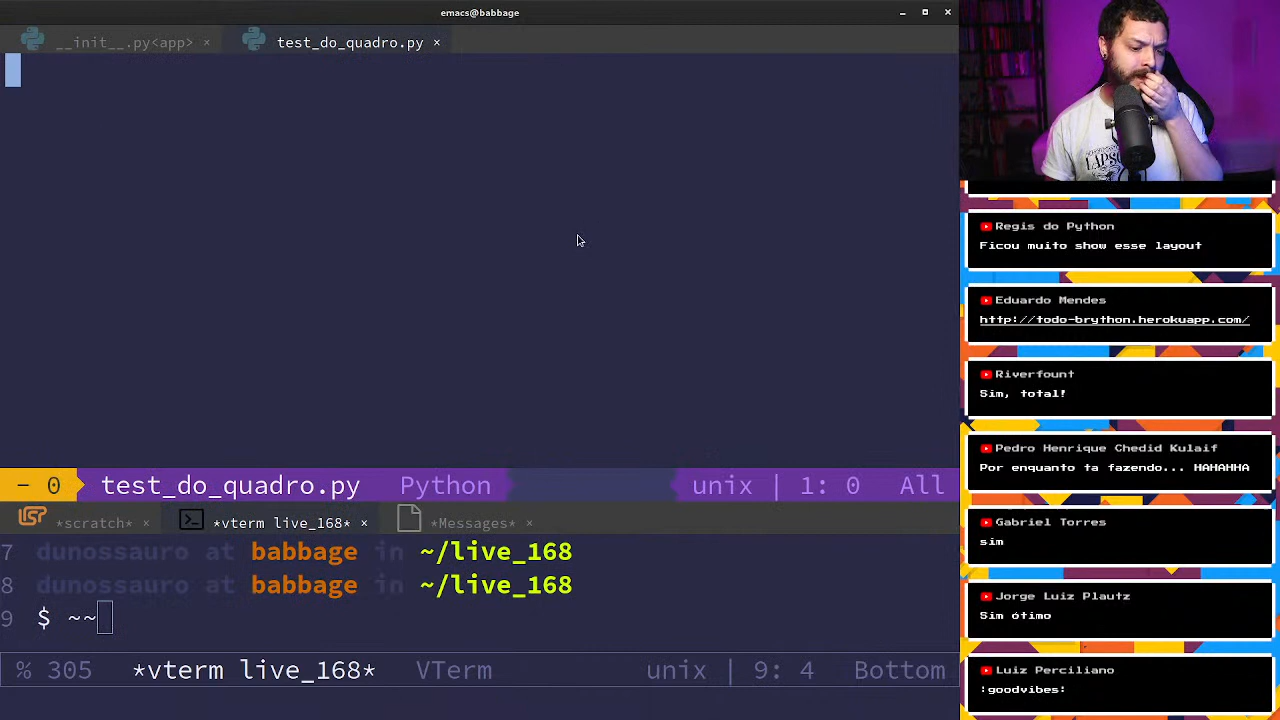 emacs@babbage
__init__.py<app> ×
test_do_quadro.py ×
- 0 test_do_quadro.py Python unix | 1: 0 All
*scratch* ×
*vterm live_168* ×
*Messages* ×
7 dunossauro at babbage in ~/live_168
8 dunossauro at babbage in ~/live_168
9 $ ~~
% 305 *vterm live_168* VTerm unix | 9: 4 Bottom
LAPSO
Regis do Python
Ficou muito show esse layout
Eduardo Mendes
http://todo-brython.herokuapp.com/
Riverfount
Sim, total!
Pedro Henrique Chedid Kulaif
Por enquanto ta fazendo... HAHAHHA
Gabriel Torres
sim
Jorge Luiz Plautz
Sim ótimo
Luiz Perciliano
:goodvibes: